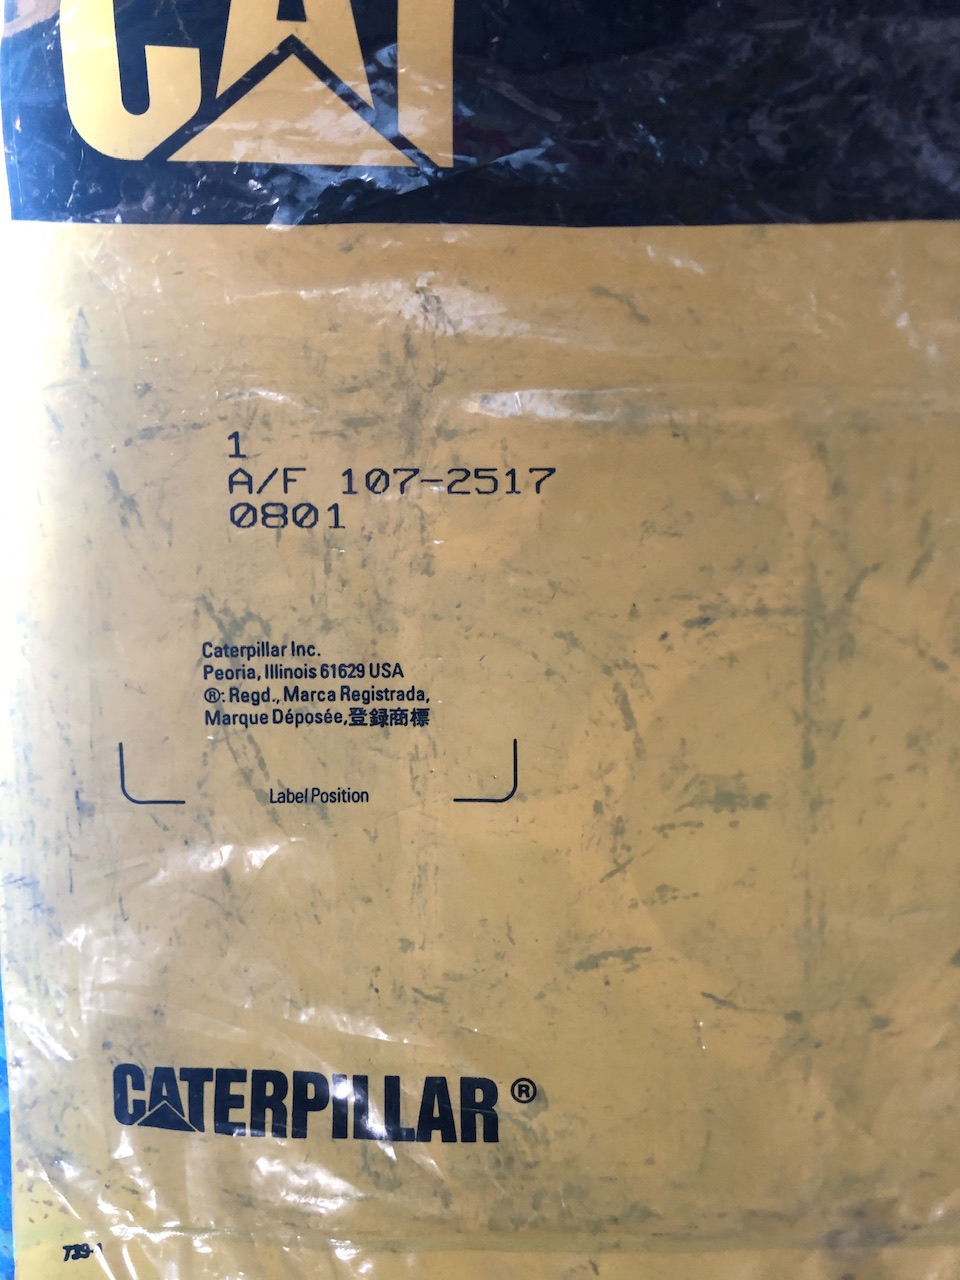 CAT
1
A/F 107-2517
0801
Caterpillar Inc.
Peoria, Illinois 61629 USA
®: Regd., Marca Registrada,
Marque Déposée,登録商標
Label Position
CATERPILLAR®